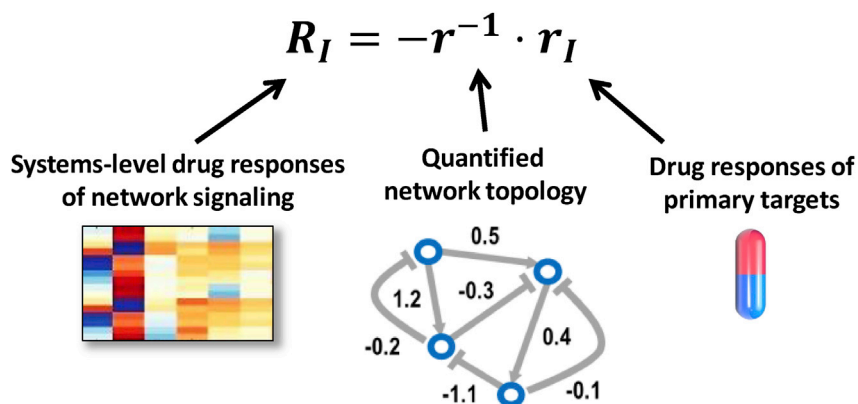 R_I = −r^{−1} · r_I
Systems-level drug responses
of network signaling
Quantified
network topology
Drug responses of
primary targets
0.5
1.2
-0.3
0.4
-0.2
-1.1
-0.1